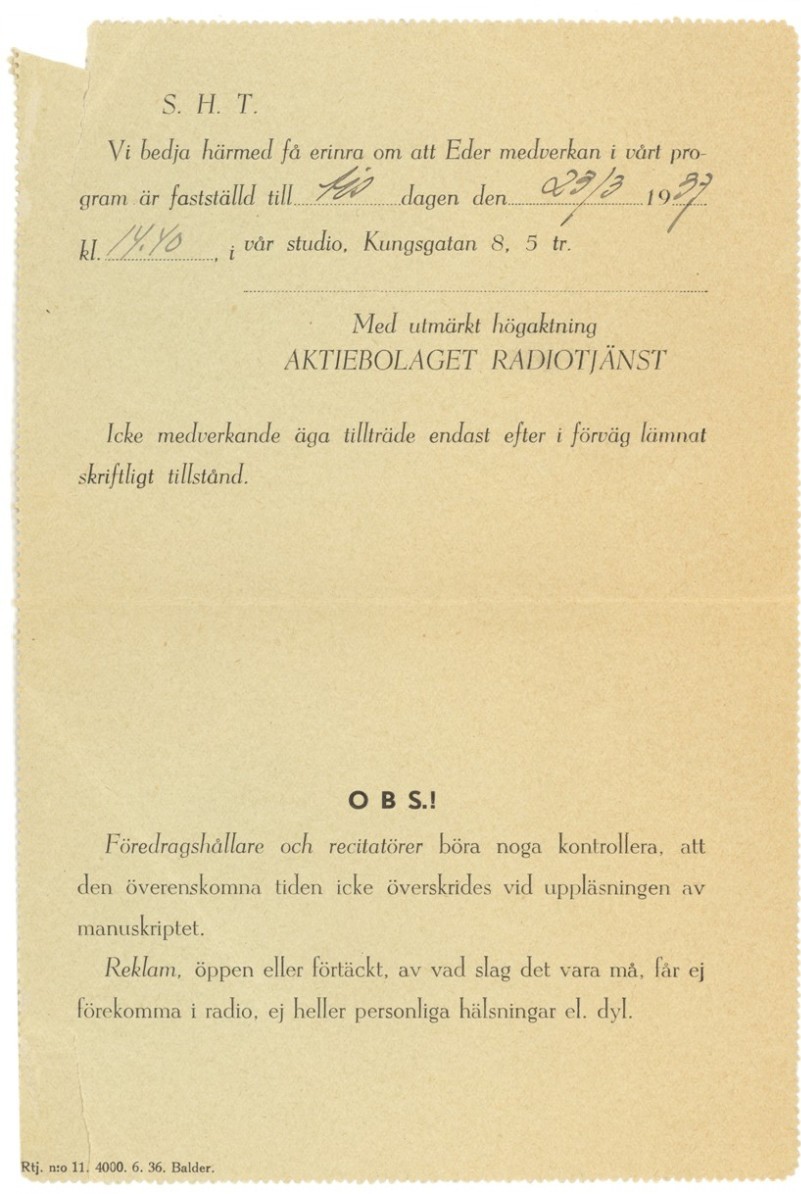 S. H. T.
Vi bedja härmed få erinra om att Eder medverkan i vårt pro-
gram är fastställd till tis dagen den 23/3 1937
kl. 14.40, i vår studio, Kungsgatan 8, 5 tr.
Med utmärkt högaktning
AKTIEBOLAGET RADIOTJÄNST
Icke medverkande äga tillträde endast efter i förväg lämnat
skriftligt tillstånd.
O B S.!
Föredragshållare och recitatörer böra noga kontrollera, att
den överenskomna tiden icke överskrides vid uppläsningen av
manuskriptet.
Reklam, öppen eller förtäckt, av vad slag det vara må, får ej
förekomma i radio, ej heller personliga hälsningar el. dyl.
Rtj. n:o 11. 4000. 6. 36. Balder.